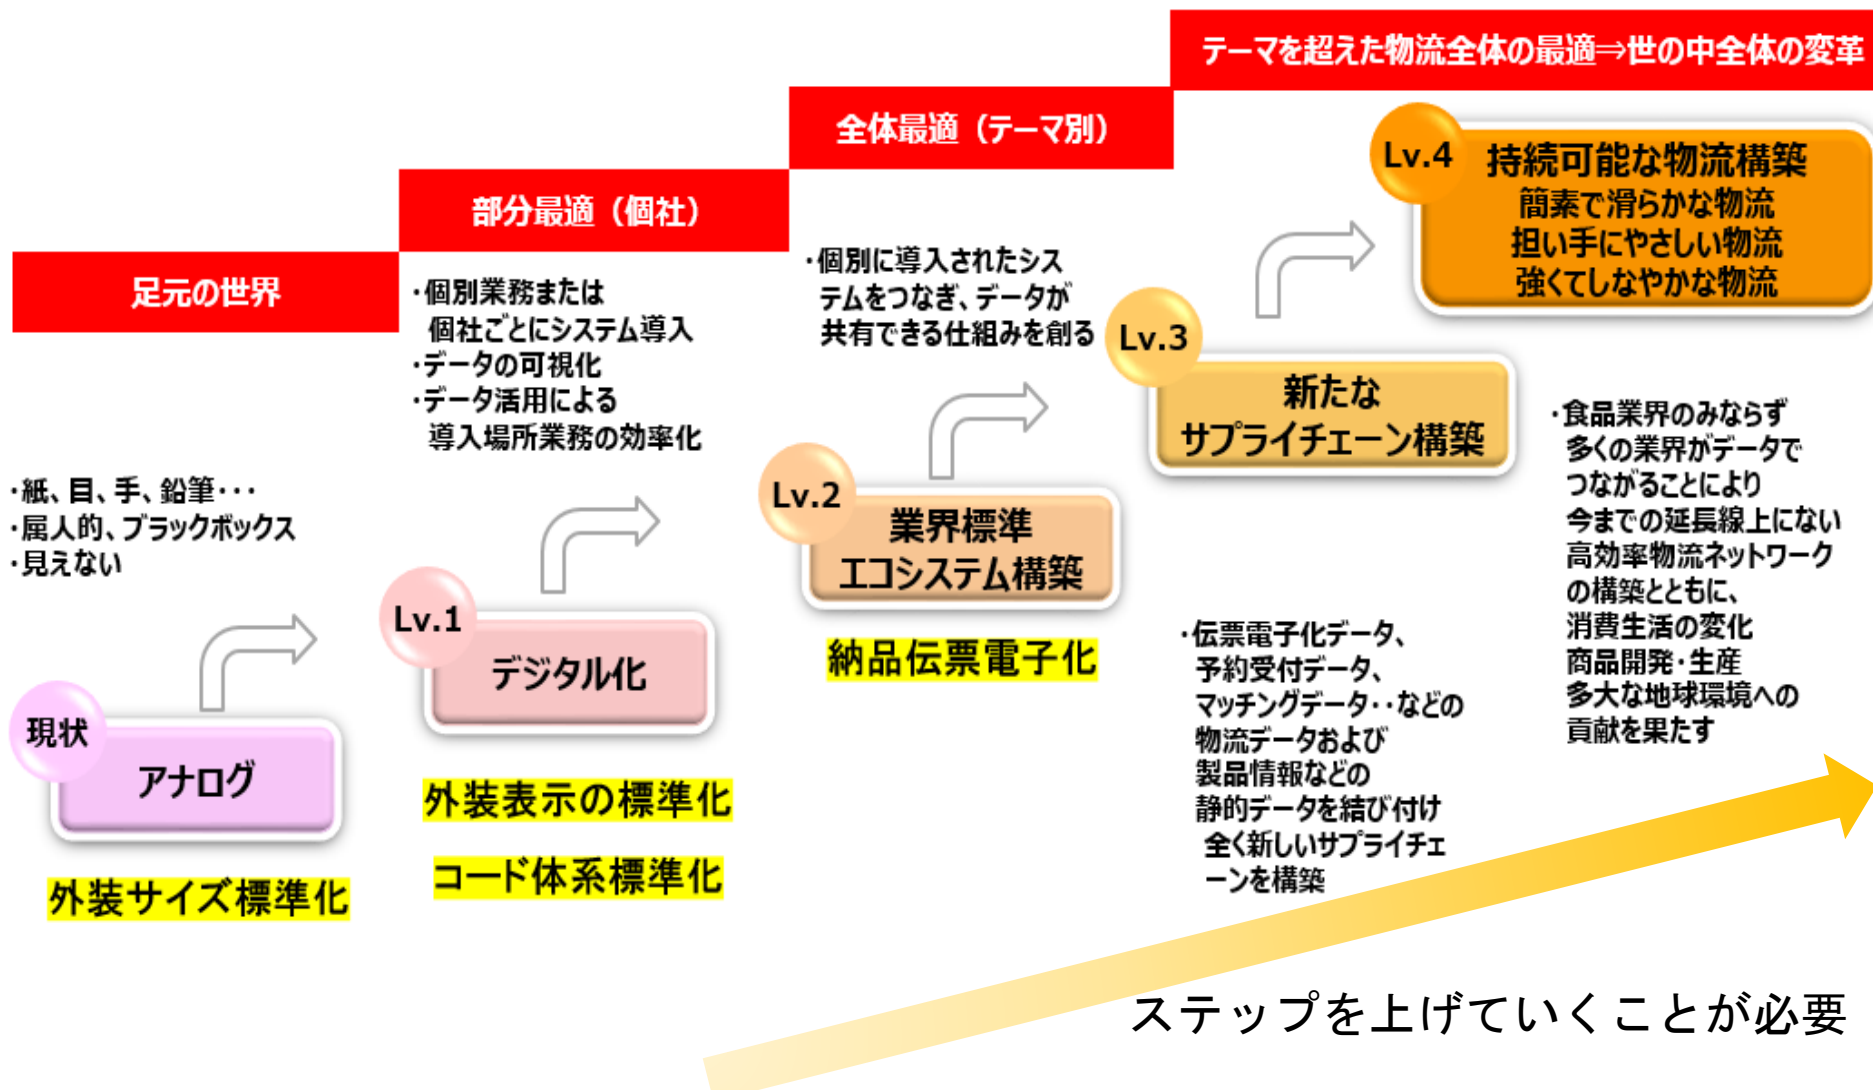 テーマを超えた物流全体の最適⇒世の中全体の変革
全体最適（テーマ別）
部分最適（個社）
足元の世界
・紙、目、手、鉛筆･･･
・属人的、ブラックボックス
・見えない
現状
アナログ
外装サイズ標準化
・個別業務または
個社ごとにシステム導入
・データの可視化
・データ活用による
導入場所業務の効率化
Lv.1
デジタル化
外装表示の標準化
コード体系標準化
・個別に導入されたシス
テムをつなぎ、データが
共有できる仕組みを創る
Lv.2
業界標準
エコシステム構築
納品伝票電子化
Lv.3
新たな
サプライチェーン構築
・伝票電子化データ、
予約受付データ、
マッチングデータ･･などの
物流データおよび
製品情報などの
静的データを結び付け
全く新しいサプライチェ
ーンを構築
Lv.4
持続可能な物流構築
簡素で滑らかな物流
担い手にやさしい物流
強くてしなやかな物流
・食品業界のみならず
多くの業界がデータで
つながることにより
今までの延長線上にない
高効率物流ネットワーク
の構築とともに、
消費生活の変化
商品開発・生産
多大な地球環境への
貢献を果たす
ステップを上げていくことが必要